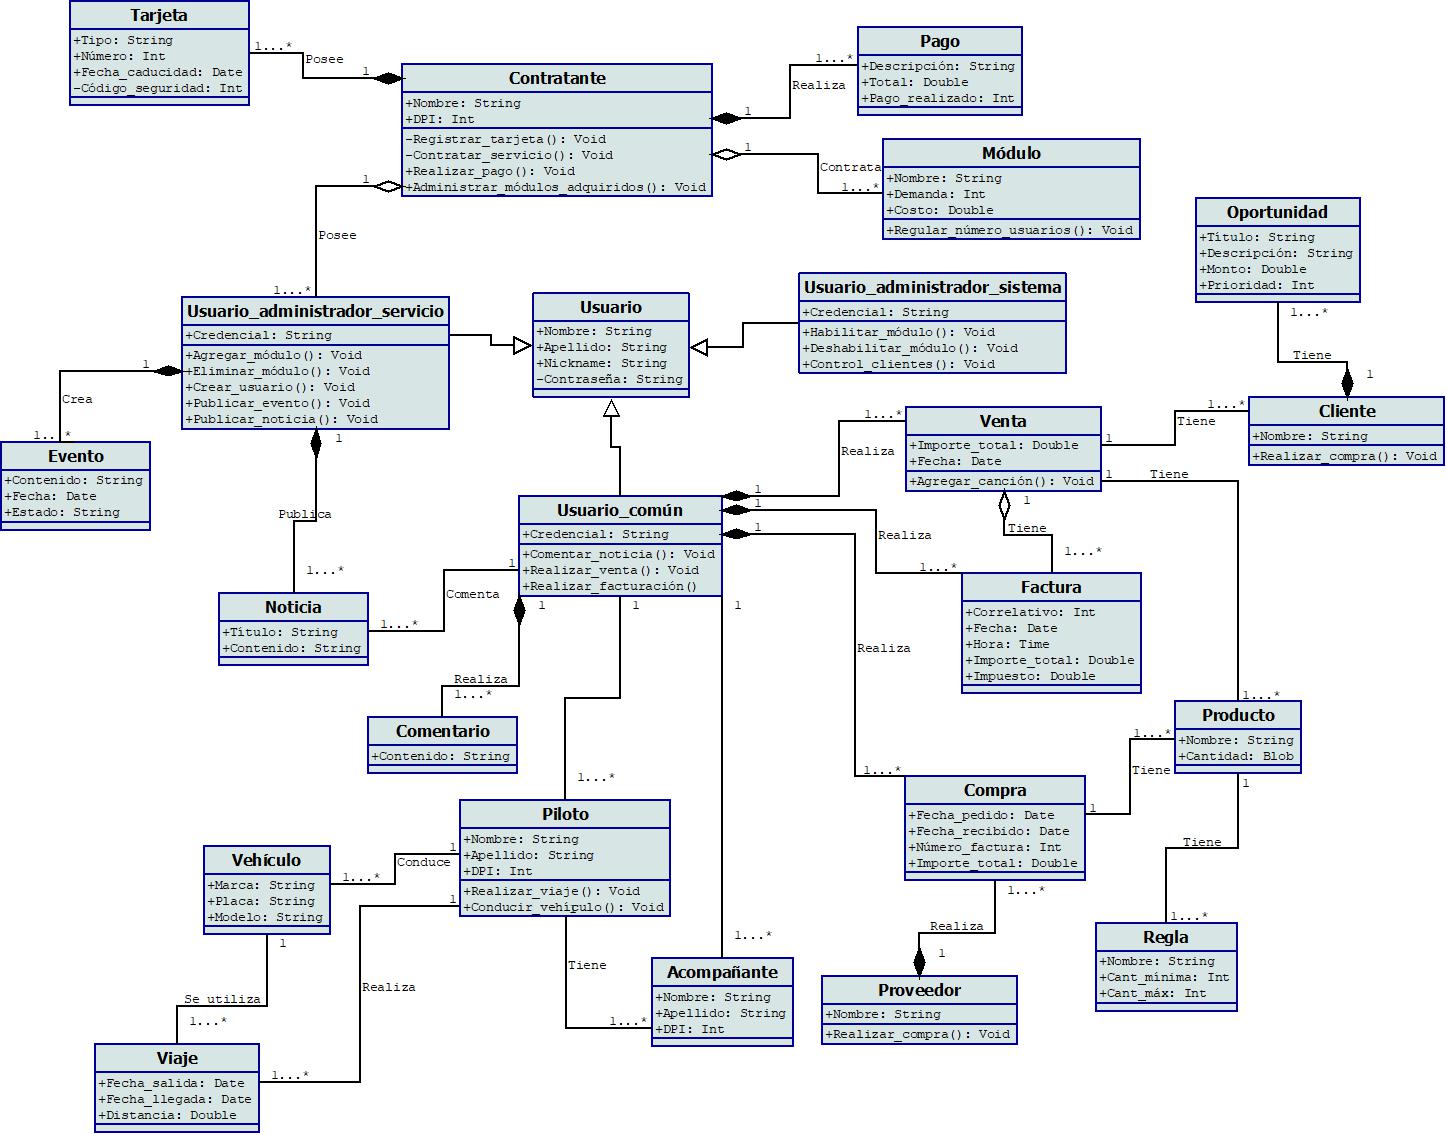 Tarjeta
+Tipo: String
+Número: Int
+Fecha_caducidad: Date
-Código_seguridad: Int
1...*
Posee
1
Contratante
+Nombre: String
+DPI: Int
-Registrar_tarjeta(): Void
-Contratar_servicio(): Void
+Realizar_pago(): Void
+Administrar_módulos_adquiridos(): Void
1
Realiza
1...*
Pago
+Descripción: String
+Total: Double
+Pago_realizado: Int
1
Contrata
1...*
Módulo
+Nombre: String
+Demanda: Int
+Costo: Double
+Regular_número_usuarios(): Void
1
Posee
1...*
Usuario_administrador_servicio
+Credencial: String
+Agregar_módulo(): Void
+Eliminar_módulo(): Void
+Crear_usuario(): Void
+Publicar_evento(): Void
+Publicar_noticia(): Void
Usuario
+Nombre: String
+Apellido: String
+Nickname: String
-Contraseña: String
Usuario_administrador_sistema
+Credencial: String
+Habilitar_módulo(): Void
+Deshabilitar_módulo(): Void
+Control_clientes(): Void
Oportunidad
+Título: String
+Descripción: String
+Monto: Double
+Prioridad: Int
1...*
Tiene
1
Cliente
+Nombre: String
+Realizar_compra(): Void
1
Crea
1...*
Evento
+Contenido: String
+Fecha: Date
+Estado: String
1
Publica
1...*
Noticia
+Título: String
+Contenido: String
1
Comenta
1...*
Usuario_común
+Credencial: String
+Comentar_noticia(): Void
+Realizar_venta(): Void
+Realizar_facturación()
1
Realiza
1...*
Venta
+Importe_total: Double
+Fecha: Date
+Agregar_canción(): Void
1
Tiene
1...*
1
Tiene
1...*
1
Tiene
1...*
1
Realiza
1...*
Factura
+Correlativo: Int
+Fecha: Date
+Hora: Time
+Importe_total: Double
+Impuesto: Double
1
Realiza
1...*
1
Realiza
1...*
Comentario
+Contenido: String
1
1...*
1
1...*
Producto
+Nombre: String
+Cantidad: Blob
1...*
Tiene
1
Compra
+Fecha_pedido: Date
+Fecha_recibido: Date
+Número_factura: Int
+Importe_total: Double
1
Tiene
1...*
Regla
+Nombre: String
+Cant_mínima: Int
+Cant_máx: Int
1...*
Realiza
1
Proveedor
+Nombre: String
+Realizar_compra(): Void
Piloto
+Nombre: String
+Apellido: String
+DPI: Int
+Realizar_viaje(): Void
+Conducir_vehículo(): Void
1
Conduce
1...*
Vehículo
+Marca: String
+Placa: String
+Modelo: String
1
Realiza
1...*
1
Se utiliza
1...*
Viaje
+Fecha_salida: Date
+Fecha_llegada: Date
+Distancia: Double
1
Tiene
1...*
Acompañante
+Nombre: String
+Apellido: String
+DPI: Int